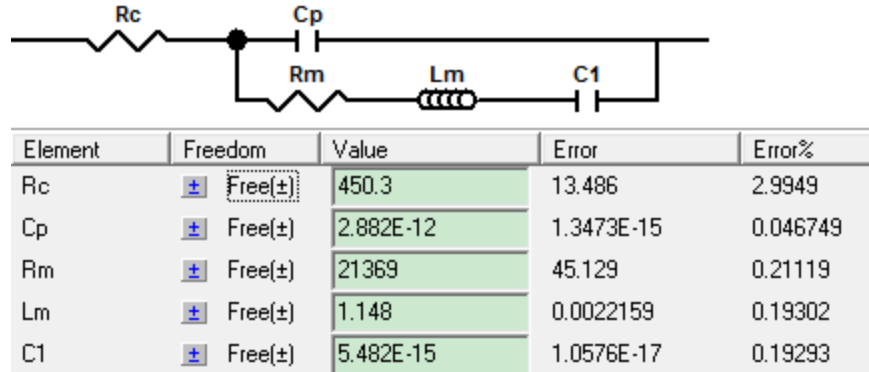 Rc Cp
Rm Lm C1
Element Freedom Value Error Error%
Rc ± Free(±) 450.3 13.486 2.9949
Cp ± Free(±) 2.882E-12 1.3473E-15 0.046749
Rm ± Free(±) 21369 45.129 0.21119
Lm ± Free(±) 1.148 0.0022159 0.19302
C1 ± Free(±) 5.482E-15 1.0576E-17 0.19293